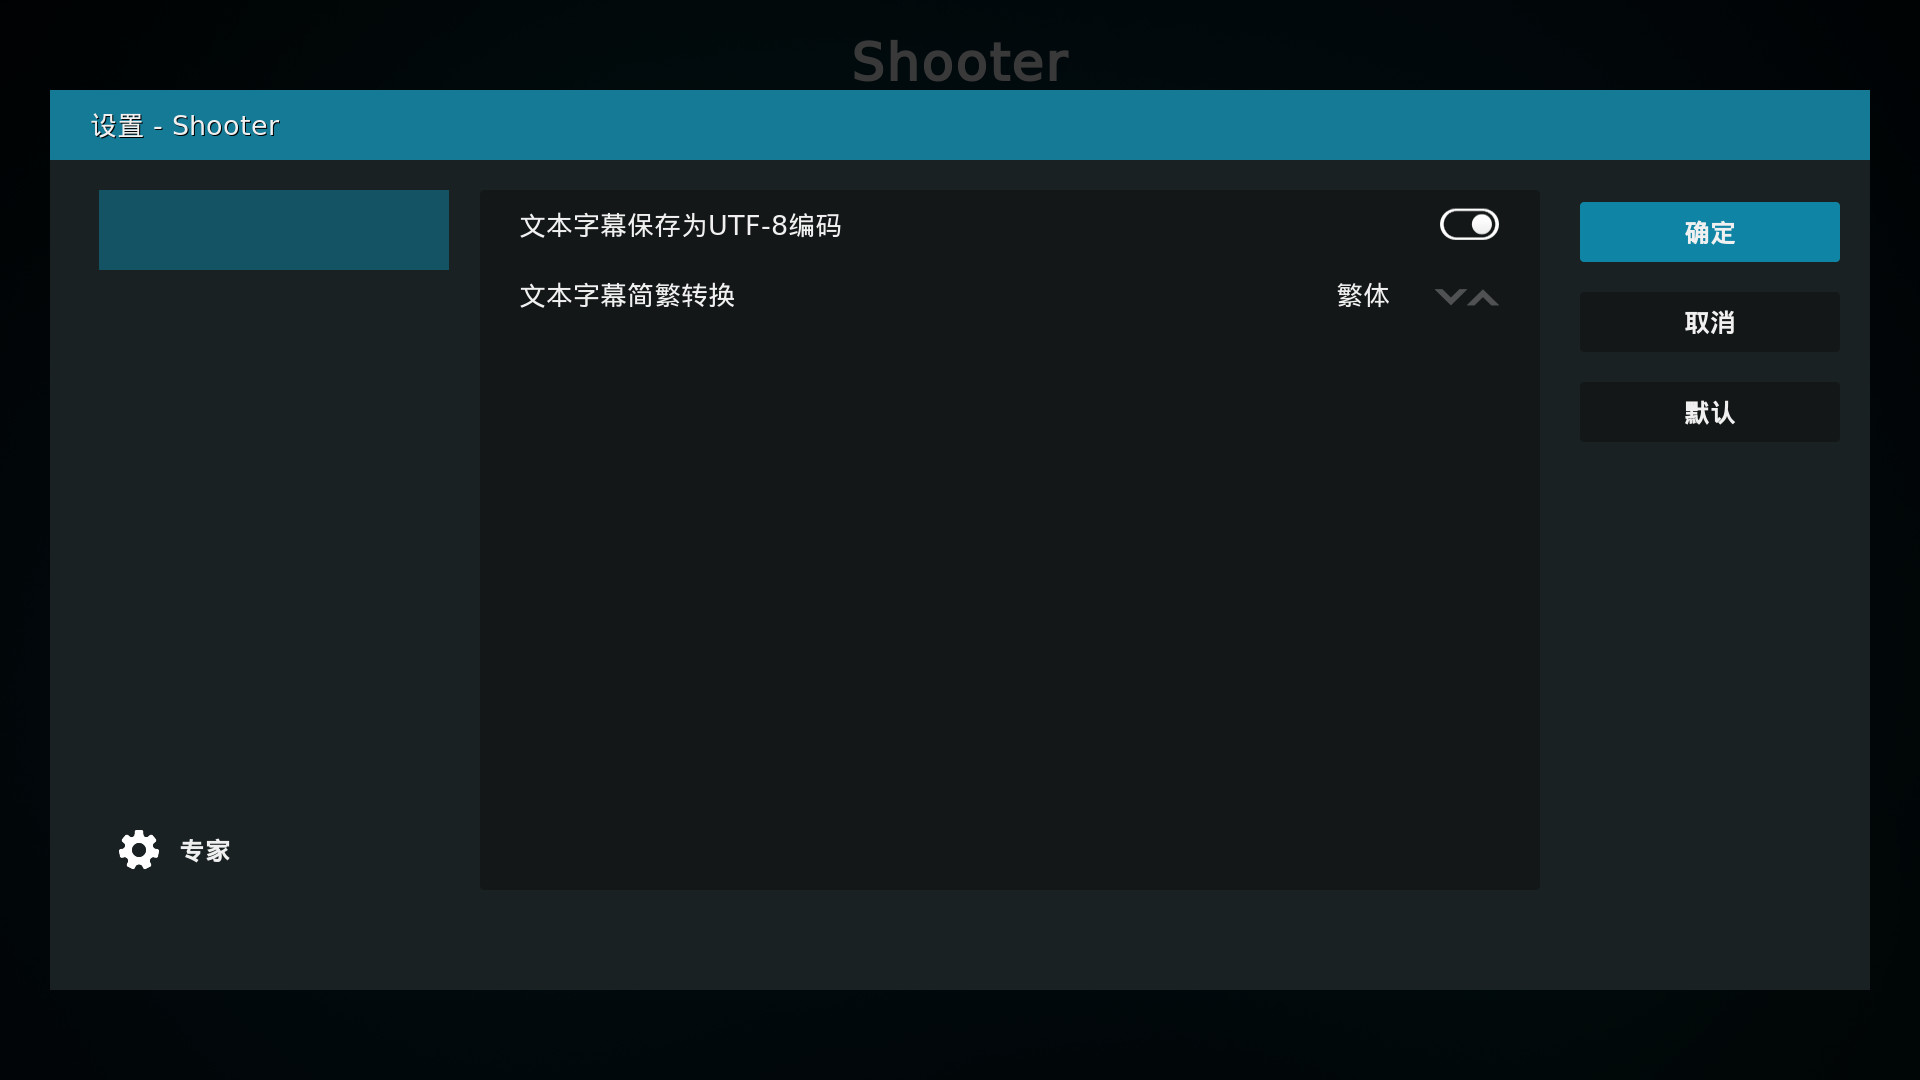 Shooter
设置 - Shooter
文本字幕保存为UTF-8编码
文本字幕简繁转换
繁体
确定
取消
默认
专家